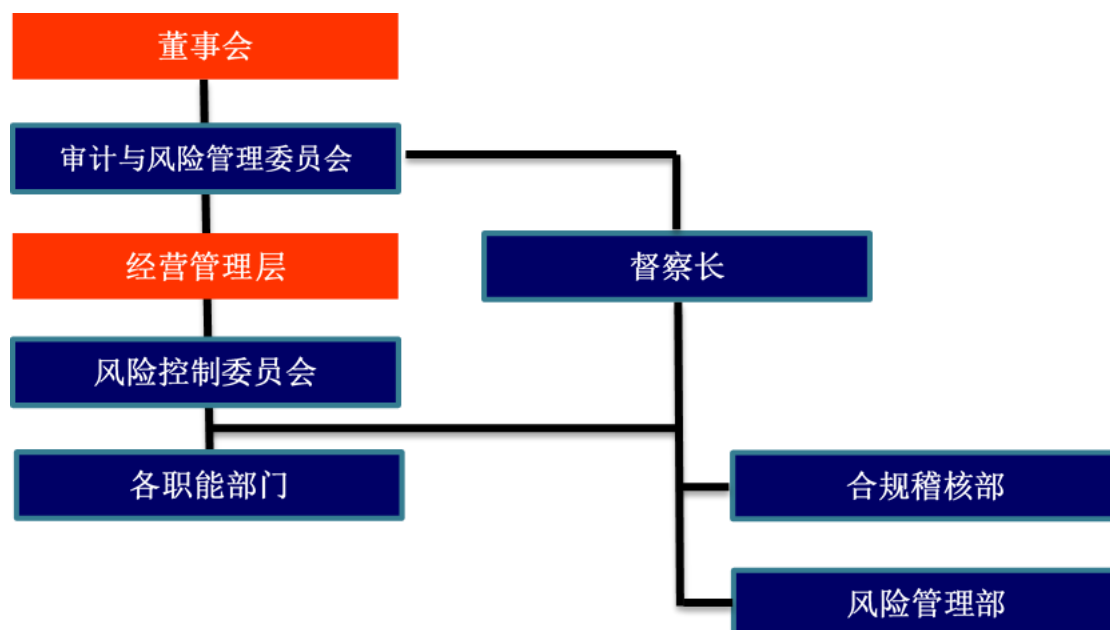 董事会
审计与风险管理委员会
经营管理层
督察长
风险控制委员会
各职能部门
合规稽核部
风险管理部